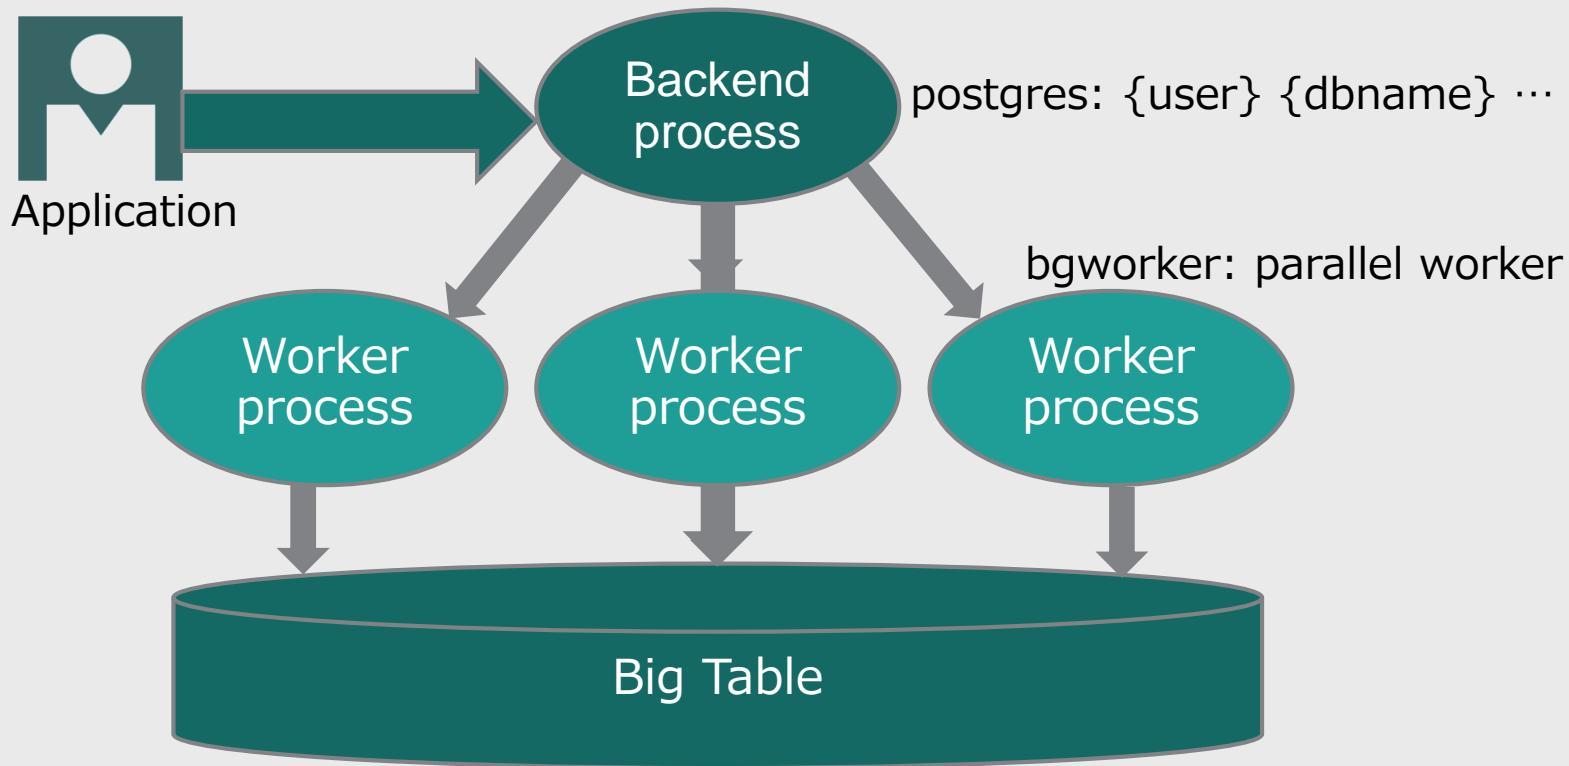 Backend
process
postgres: {user} {dbname} ⋯
Application
bgworker: parallel worker
Worker
process
Worker
process
Worker
process
Big Table